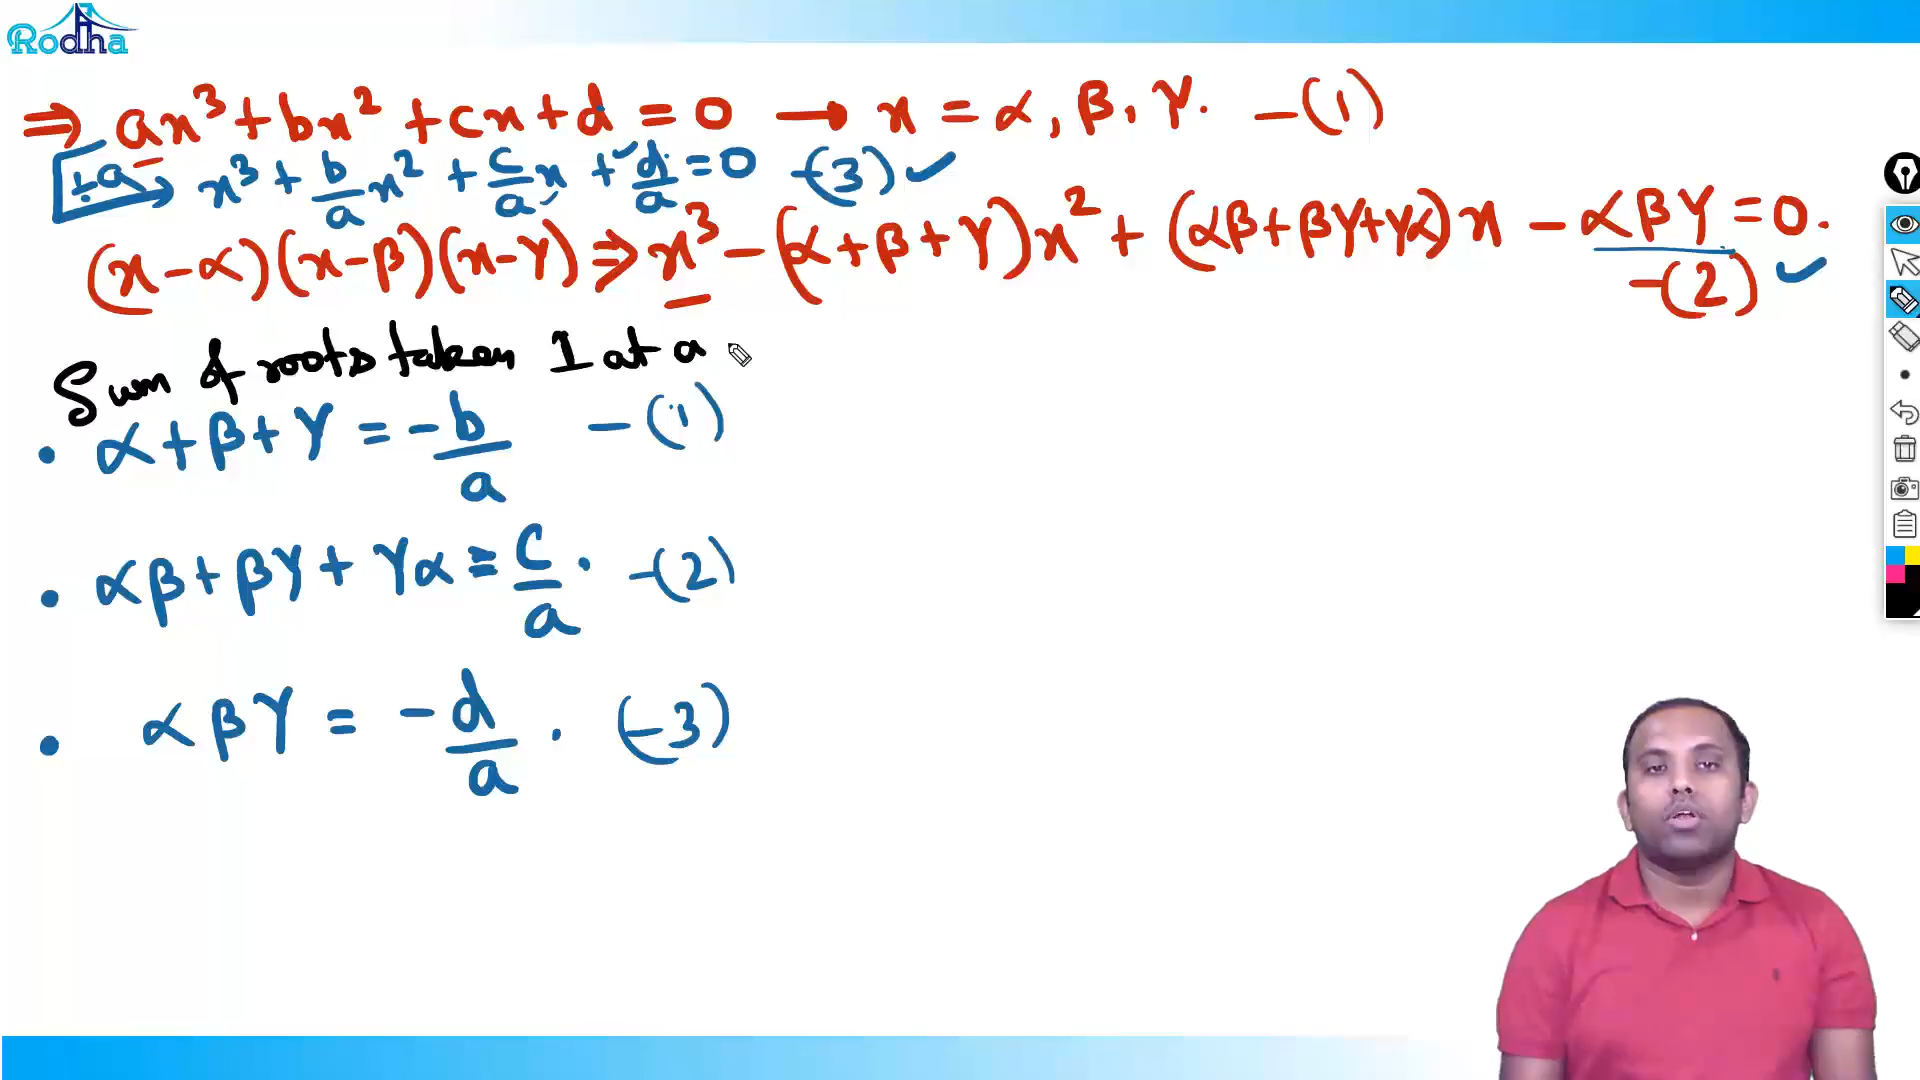 Rodha
⇒ ax³ + bx² + cx + d = 0 → x = α, β, γ. -(1)
÷a → x³ + b/a x² + c/a x + d/a = 0 -(3) ✓
(x-α)(x-β)(x-γ) ⇒ x³ - (α+β+γ)x² + (αβ+βγ+γα)x - αβγ = 0.
-(2) ✓
Sum of roots taken 1 at a
• α+β+γ = -b/a -(1)
• αβ+βγ+γα = c/a. -(2)
• αβγ = -d/a. (-3)